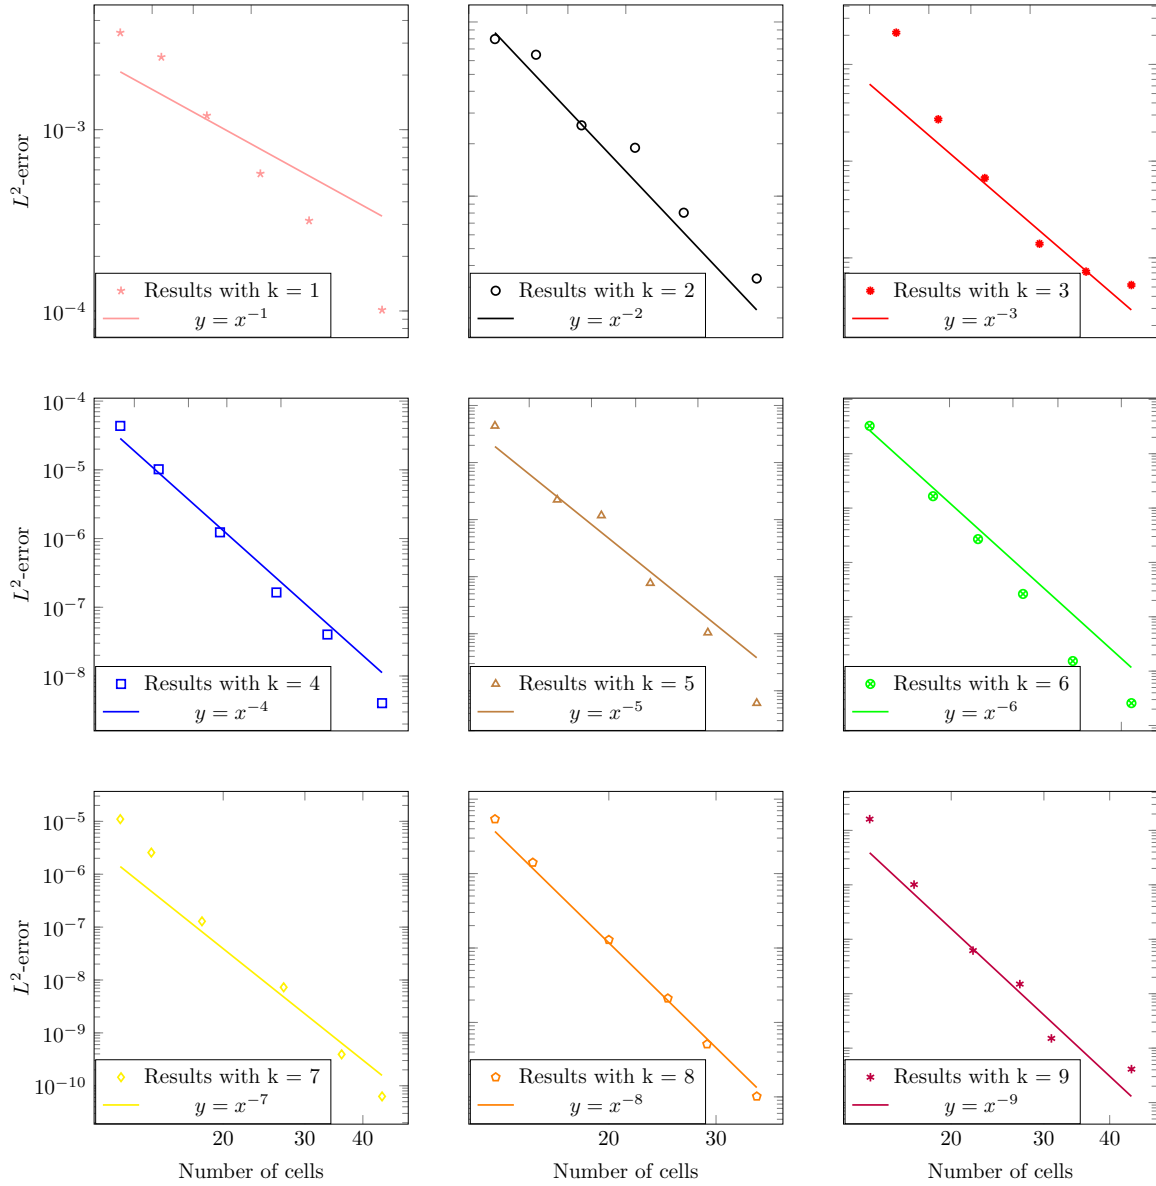 10⁻³
10⁻⁴
L²-error
Results with k = 1
y = x⁻¹
Results with k = 2
y = x⁻²
Results with k = 3
y = x⁻³
10⁻⁴
10⁻⁵
10⁻⁶
10⁻⁷
10⁻⁸
L²-error
Results with k = 4
y = x⁻⁴
Results with k = 5
y = x⁻⁵
Results with k = 6
y = x⁻⁶
10⁻⁵
10⁻⁶
10⁻⁷
10⁻⁸
10⁻⁹
10⁻¹⁰
L²-error
Results with k = 7
y = x⁻⁷
20 40
30
Number of cells
Results with k = 8
y = x⁻⁸
20 30
Number of cells
Results with k = 9
y = x⁻⁹
20 30 40
Number of cells